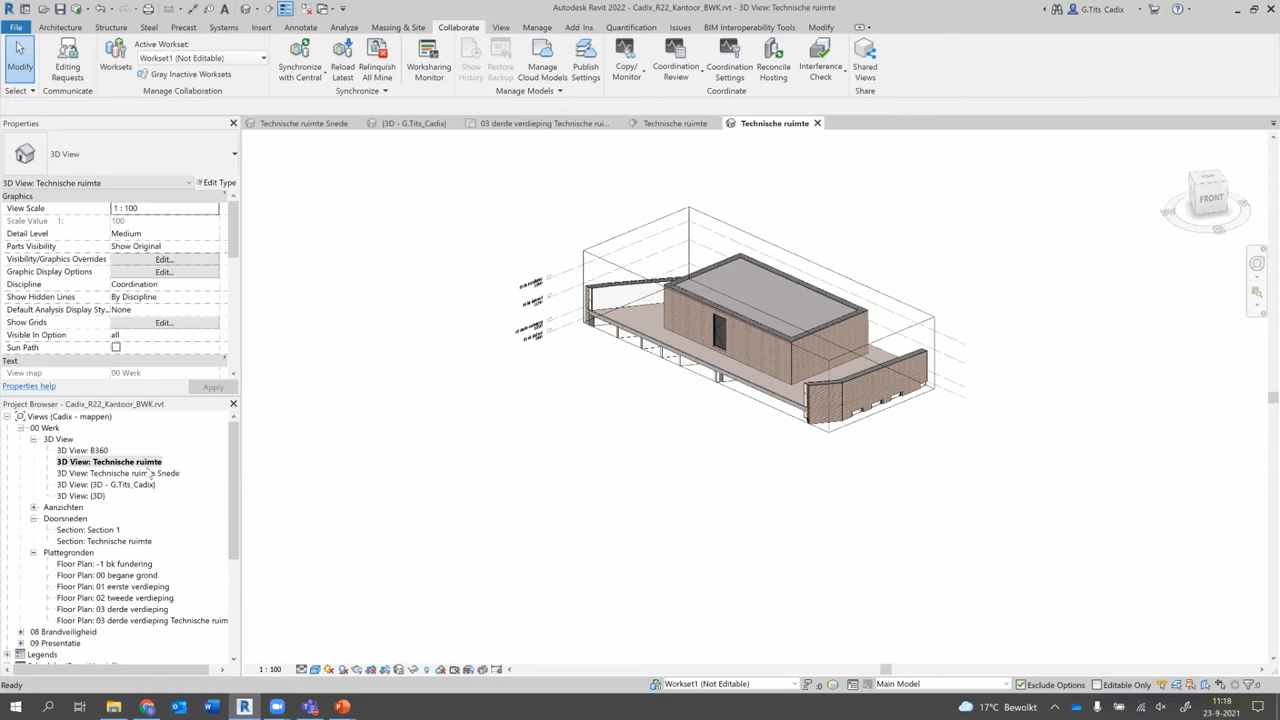 Autodesk Revit 2022 - Cadix_R22_Kantoor_BWK.rvt - 3D View: Technische ruimte
G.Tits_Cadix
File Architecture Structure Steel Precast Systems Insert Annotate Analyze Massing & Site Collaborate View Manage Add-Ins Quantification Issues BIM Interoperability Tools Modify
Modify
Editing Requests
Worksets
Active Workset:
Workset1 (Not Editable)
Gray Inactive Worksets
Synchronize with Central
Reload Latest
Relinquish All Mine
Worksharing Monitor
Show History
Restore Backup
Manage Cloud Models
Publish Settings
Copy/ Monitor
Coordination Review
Coordination Settings
Reconcile Hosting
Interference Check
Shared Views
Select Communicate Manage Collaboration Synchronize Manage Models Coordinate Share
Properties
Technische ruimte Snede {3D - G.Tits_Cadix} 03 derde verdieping Technische rui... Technische ruimte Technische ruimte
3D View
3D View: Technische ruimte Edit Type
Graphics
View Scale 1 : 100
Scale Value 1: 100
Detail Level Medium
Parts Visibility Show Original
Visibility/Graphics Overrides Edit...
Graphic Display Options Edit...
Discipline Coordination
Show Hidden Lines By Discipline
Default Analysis Display Sty... None
Show Grids Edit...
Visible In Option all
Sun Path
Text
View map 00 Werk
Properties help Apply
Project Browser - Cadix_R22_Kantoor_BWK.rvt
Views (Cadix - mappen)
00 Werk
3D View
3D View: B360
3D View: Technische ruimte
3D View: Technische ruimte Snede
3D View: {3D - G.Tits_Cadix}
3D View: {3D}
Aanzichten
Doorsneden
Section: Section 1
Section: Technische ruimte
Plattegronden
Floor Plan: -1 bk fundering
Floor Plan: 00 begane grond
Floor Plan: 01 eerste verdieping
Floor Plan: 02 tweede verdieping
Floor Plan: 03 derde verdieping
Floor Plan: 03 derde verdieping Technische ruim
08 Brandveiligheid
09 Presentatie
Legends
TOP
FRONT
1 : 100
Ready
Workset1 (Not Editable) :0 Main Model Exclude Options Editable Only :0
17°C Bewolkt
11:18
23-9-2021